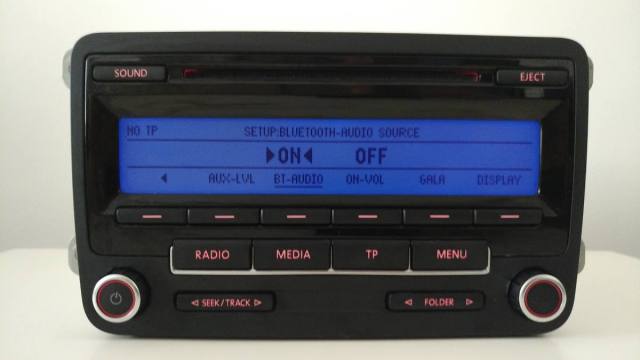 SOUND EJECT
NO TP SETUP:BLUETOOTH-AUDIO SOURCE
▶ON◀ OFF
◀ AUX-LVL BT-AUDIO ON-VOL GALA DISPLAY
RADIO MEDIA TP MENU
◁ SEEK/TRACK ▷ ◁ FOLDER ▷